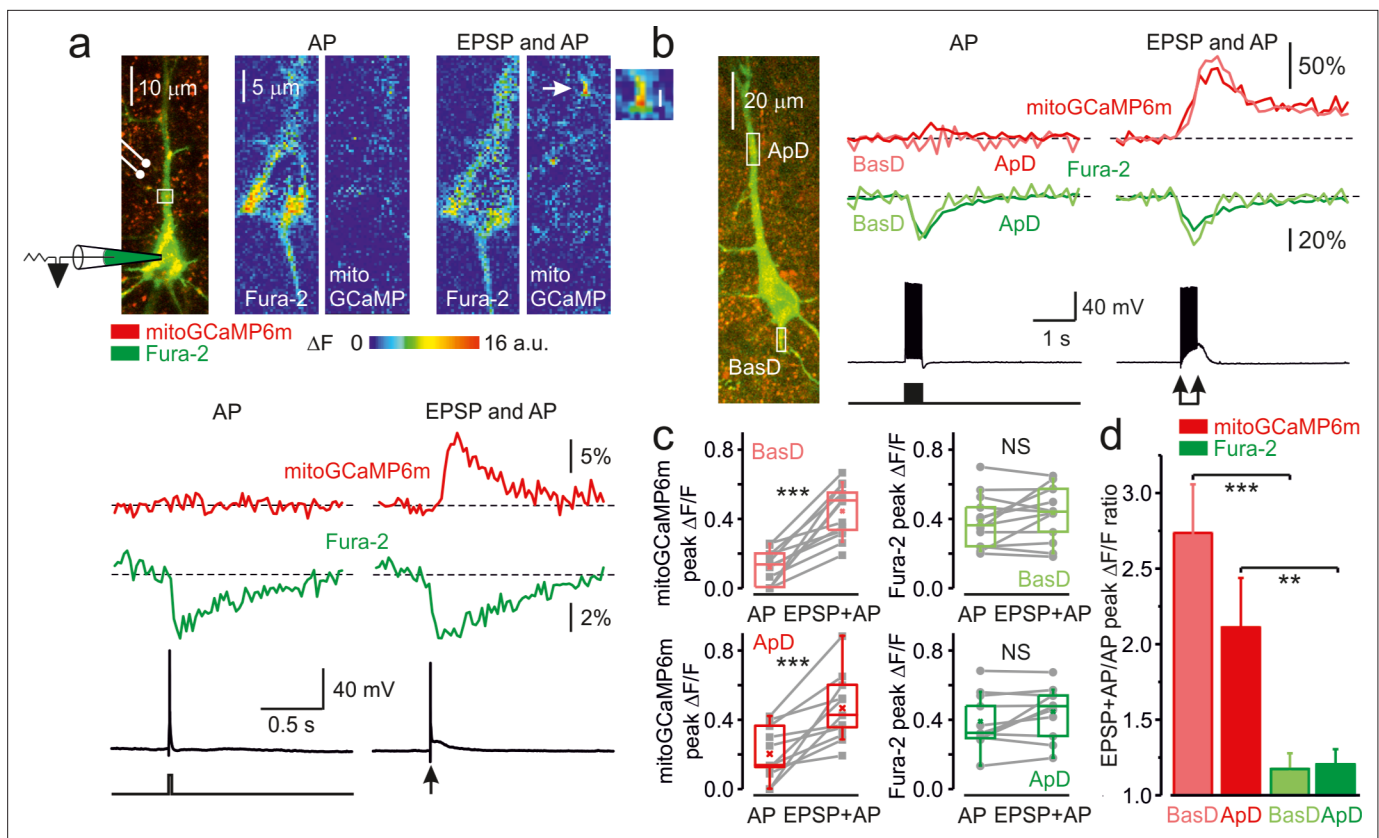 a
AP
EPSP and AP
10 µm
5 µm
Fura-2
mito
GCaMP
Fura-2
mito
GCaMP
mitoGCaMP6m
Fura-2
ΔF 0 16 a.u.
AP
EPSP and AP
mitoGCaMP6m
5%
Fura-2
2%
40 mV
0.5 s
b
AP
EPSP and AP
20 µm
ApD
BasD
50%
mitoGCaMP6m
BasD
ApD
Fura-2
BasD
ApD
20%
40 mV
1 s
c
mitoGCaMP6m
peak ΔF/F
0.8
0.4
0.0
BasD
***
AP EPSP+AP
Fura-2 peak ΔF/F
0.8
0.4
0.0
NS
BasD
AP EPSP+AP
mitoGCaMP6m
peak ΔF/F
0.8
0.4
0.0
ApD
***
AP EPSP+AP
Fura-2 peak ΔF/F
0.8
0.4
0.0
NS
ApD
AP EPSP+AP
d
mitoGCaMP6m
Fura-2
EPSP+AP/AP peak ΔF/F ratio
3.0
2.5
2.0
1.5
1.0
***
**
BasD ApD BasD ApD